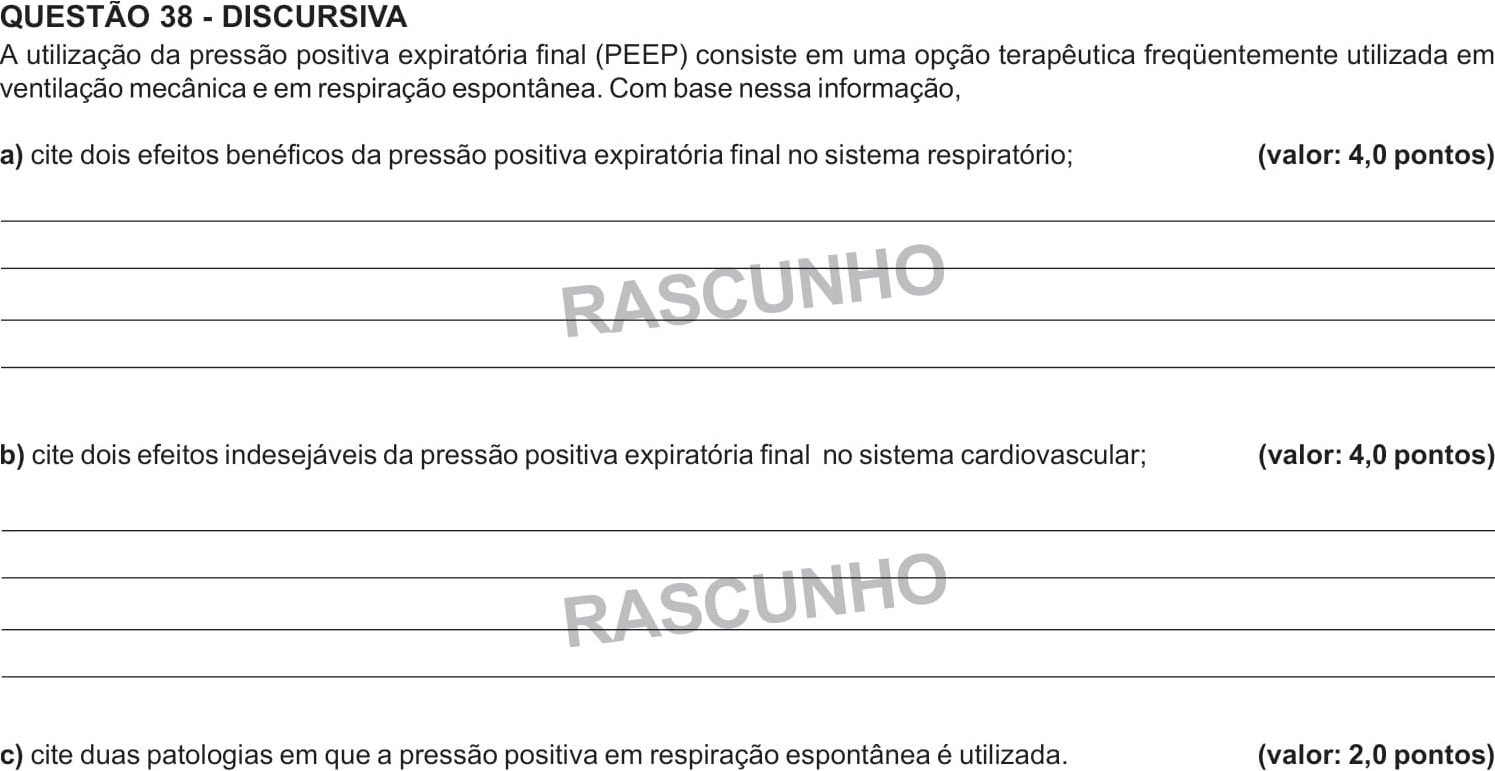 QUESTÃO 38 - DISCURSIVA
A utilização da pressão positiva expiratória final (PEEP) consiste em uma opção terapêutica freqüentemente utilizada em
ventilação mecânica e em respiração espontânea. Com base nessa informação,
a) cite dois efeitos benéficos da pressão positiva expiratória final no sistema respiratório; (valor: 4,0 pontos)
RASCUNHO
b) cite dois efeitos indesejáveis da pressão positiva expiratória final no sistema cardiovascular; (valor: 4,0 pontos)
RASCUNHO
c) cite duas patologias em que a pressão positiva em respiração espontânea é utilizada. (valor: 2,0 pontos)